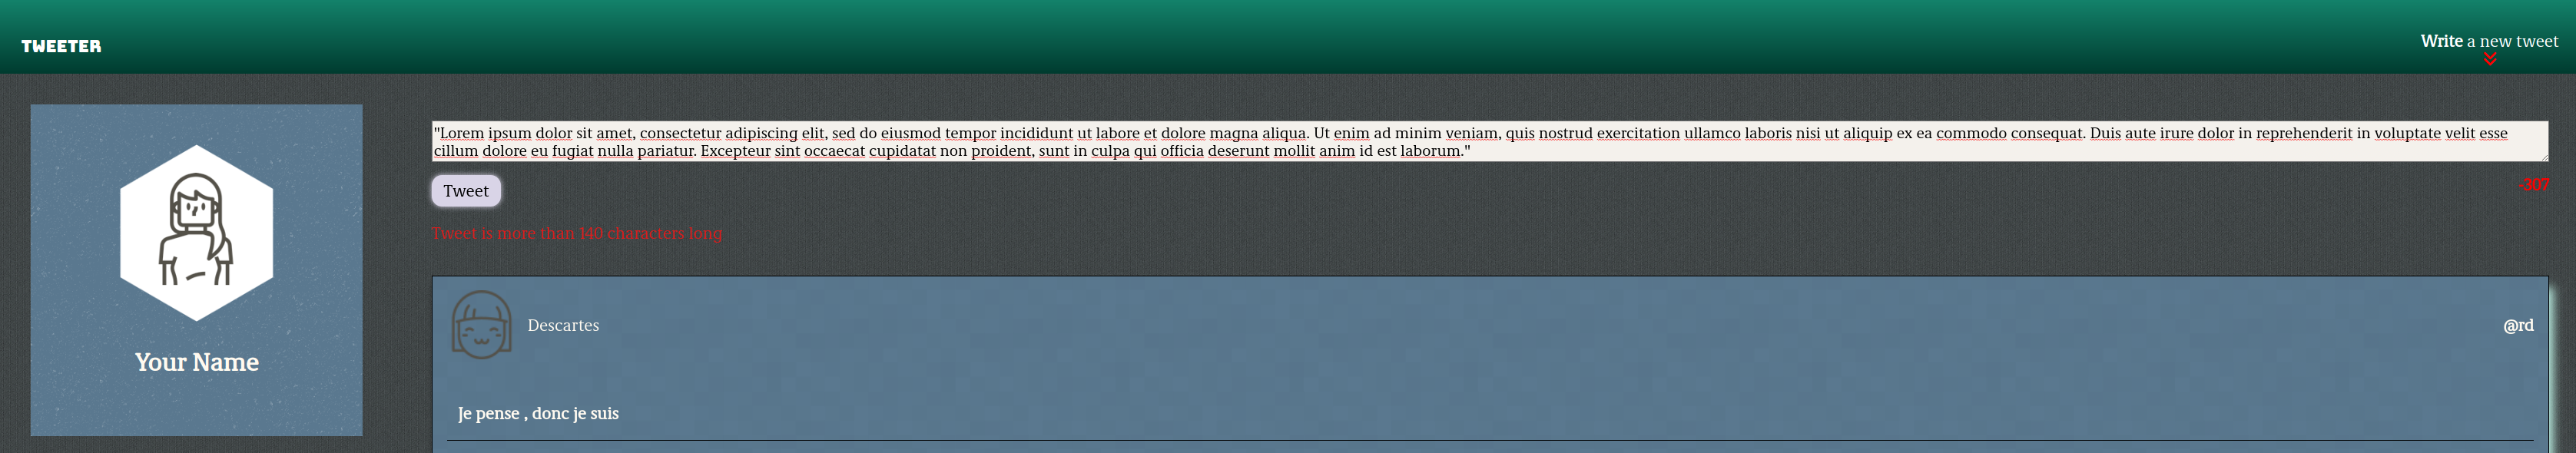 TWEETER
Write a new tweet
"Lorem ipsum dolor sit amet, consectetur adipiscing elit, sed do eiusmod tempor incididunt ut labore et dolore magna aliqua. Ut enim ad minim veniam, quis nostrud exercitation ullamco laboris nisi ut aliquip ex ea commodo consequat. Duis aute irure dolor in reprehenderit in voluptate velit esse
cillum dolore eu fugiat nulla pariatur. Excepteur sint occaecat cupidatat non proident, sunt in culpa qui officia deserunt mollit anim id est laborum."
Tweet
-307
Tweet is more than 140 characters long
Your Name
Descartes
@rd
Je pense , donc je suis